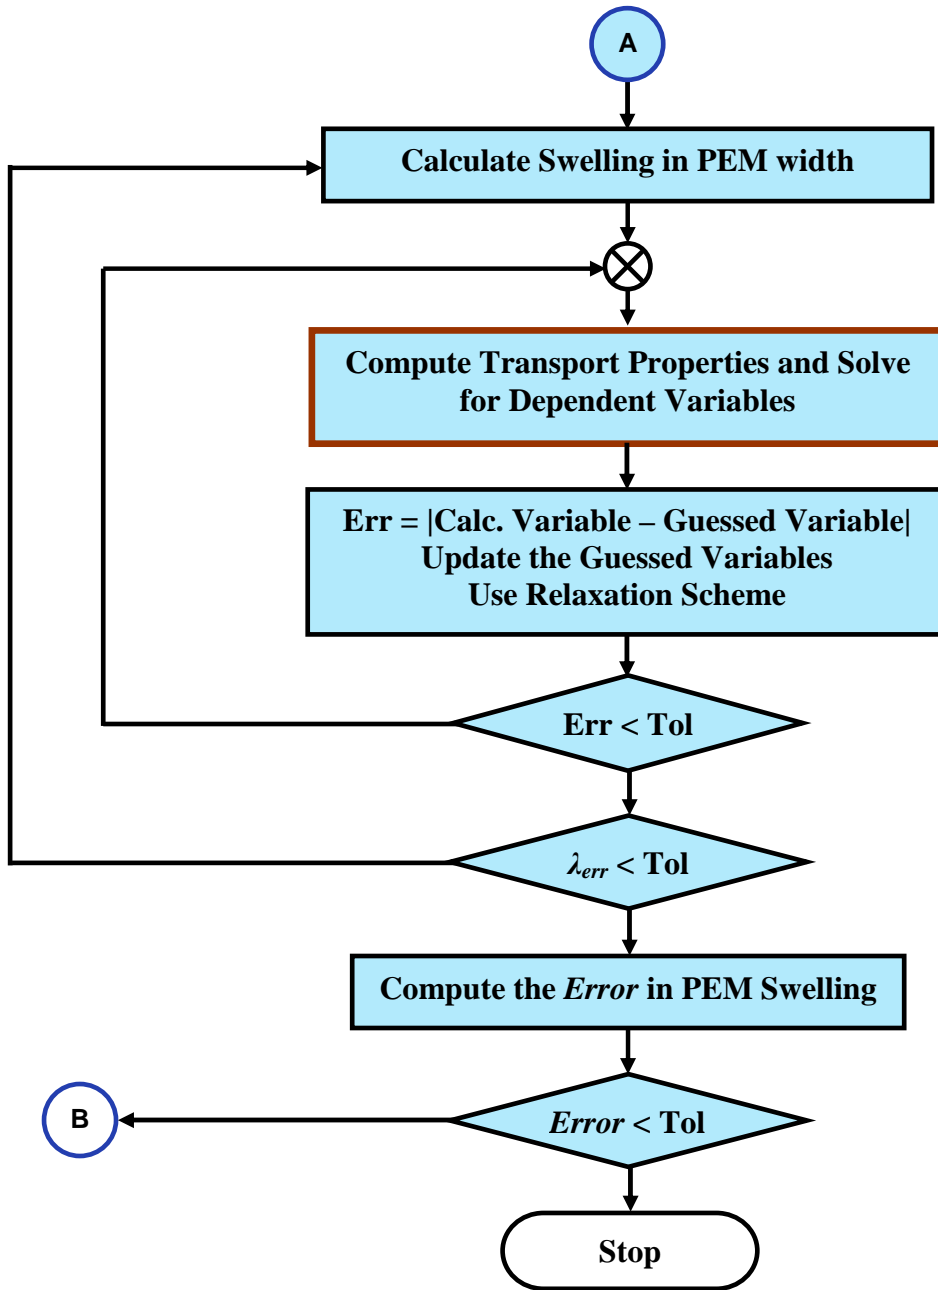 A
Calculate Swelling in PEM width
Compute Transport Properties and Solve
for Dependent Variables
Err = |Calc. Variable – Guessed Variable|
Update the Guessed Variables
Use Relaxation Scheme
Err < Tol
λerr < Tol
Compute the Error in PEM Swelling
B
Error < Tol
Stop